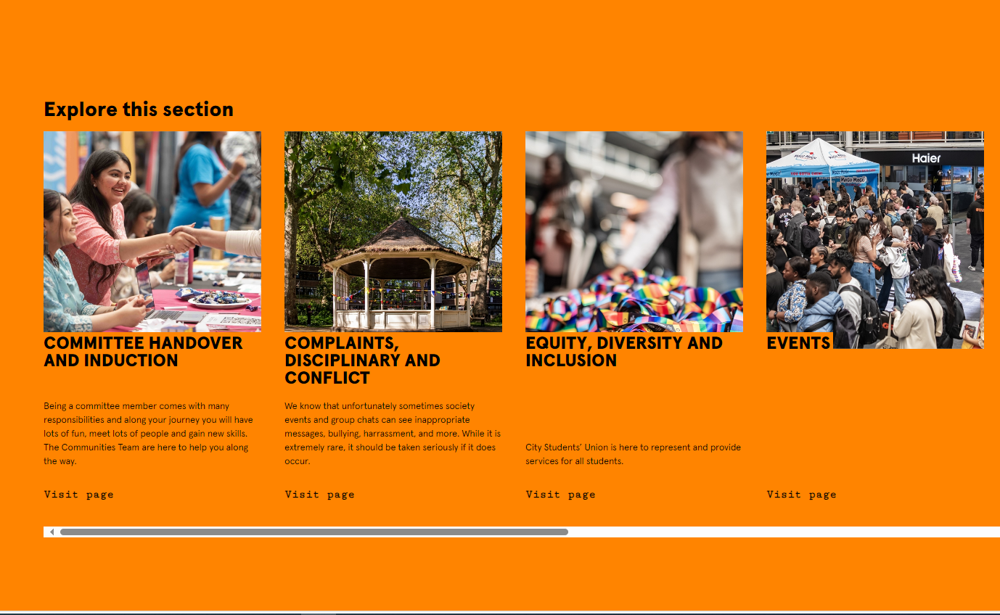 Explore this section
Haier
COMMITTEE HANDOVER
AND INDUCTION
Being a committee member comes with many
responsibilities and along your journey you will have
lots of fun, meet lots of people and gain new skills.
The Communities Team are here to help you along
the way.
Visit page
COMPLAINTS,
DISCIPLINARY AND
CONFLICT
We know that unfortunately sometimes society
events and group chats can see inappropriate
messages, bullying, harrassment, and more. While it is
extremely rare, it should be taken seriously if it does
occur.
Visit page
EQUITY, DIVERSITY AND
INCLUSION
City Students' Union is here to represent and provide
services for all students.
Visit page
EVENTS
Visit page